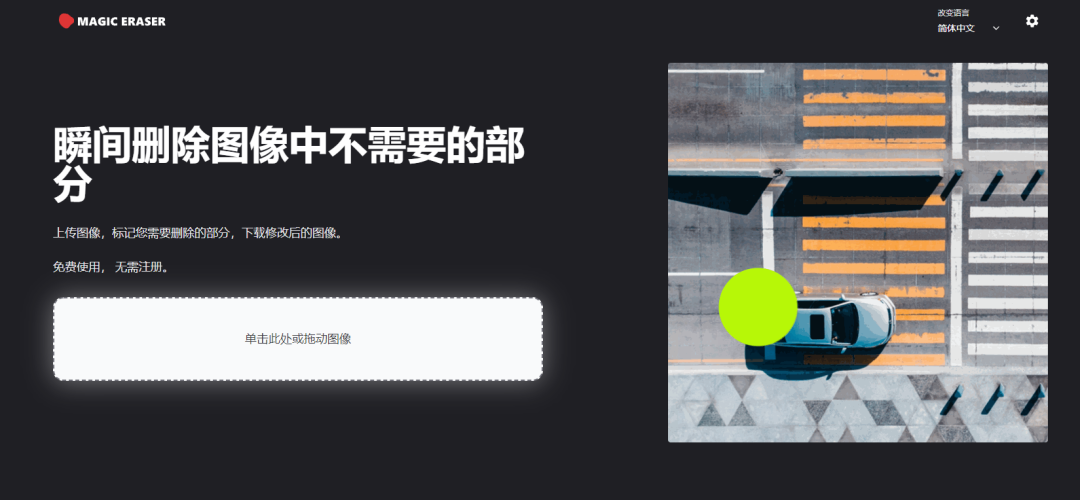 MAGIC ERASER
改变语言
简体中文
瞬间删除图像中不需要的部
分
上传图像，标记您需要删除的部分，下载修改后的图像。
免费使用， 无需注册。
单击此处或拖动图像